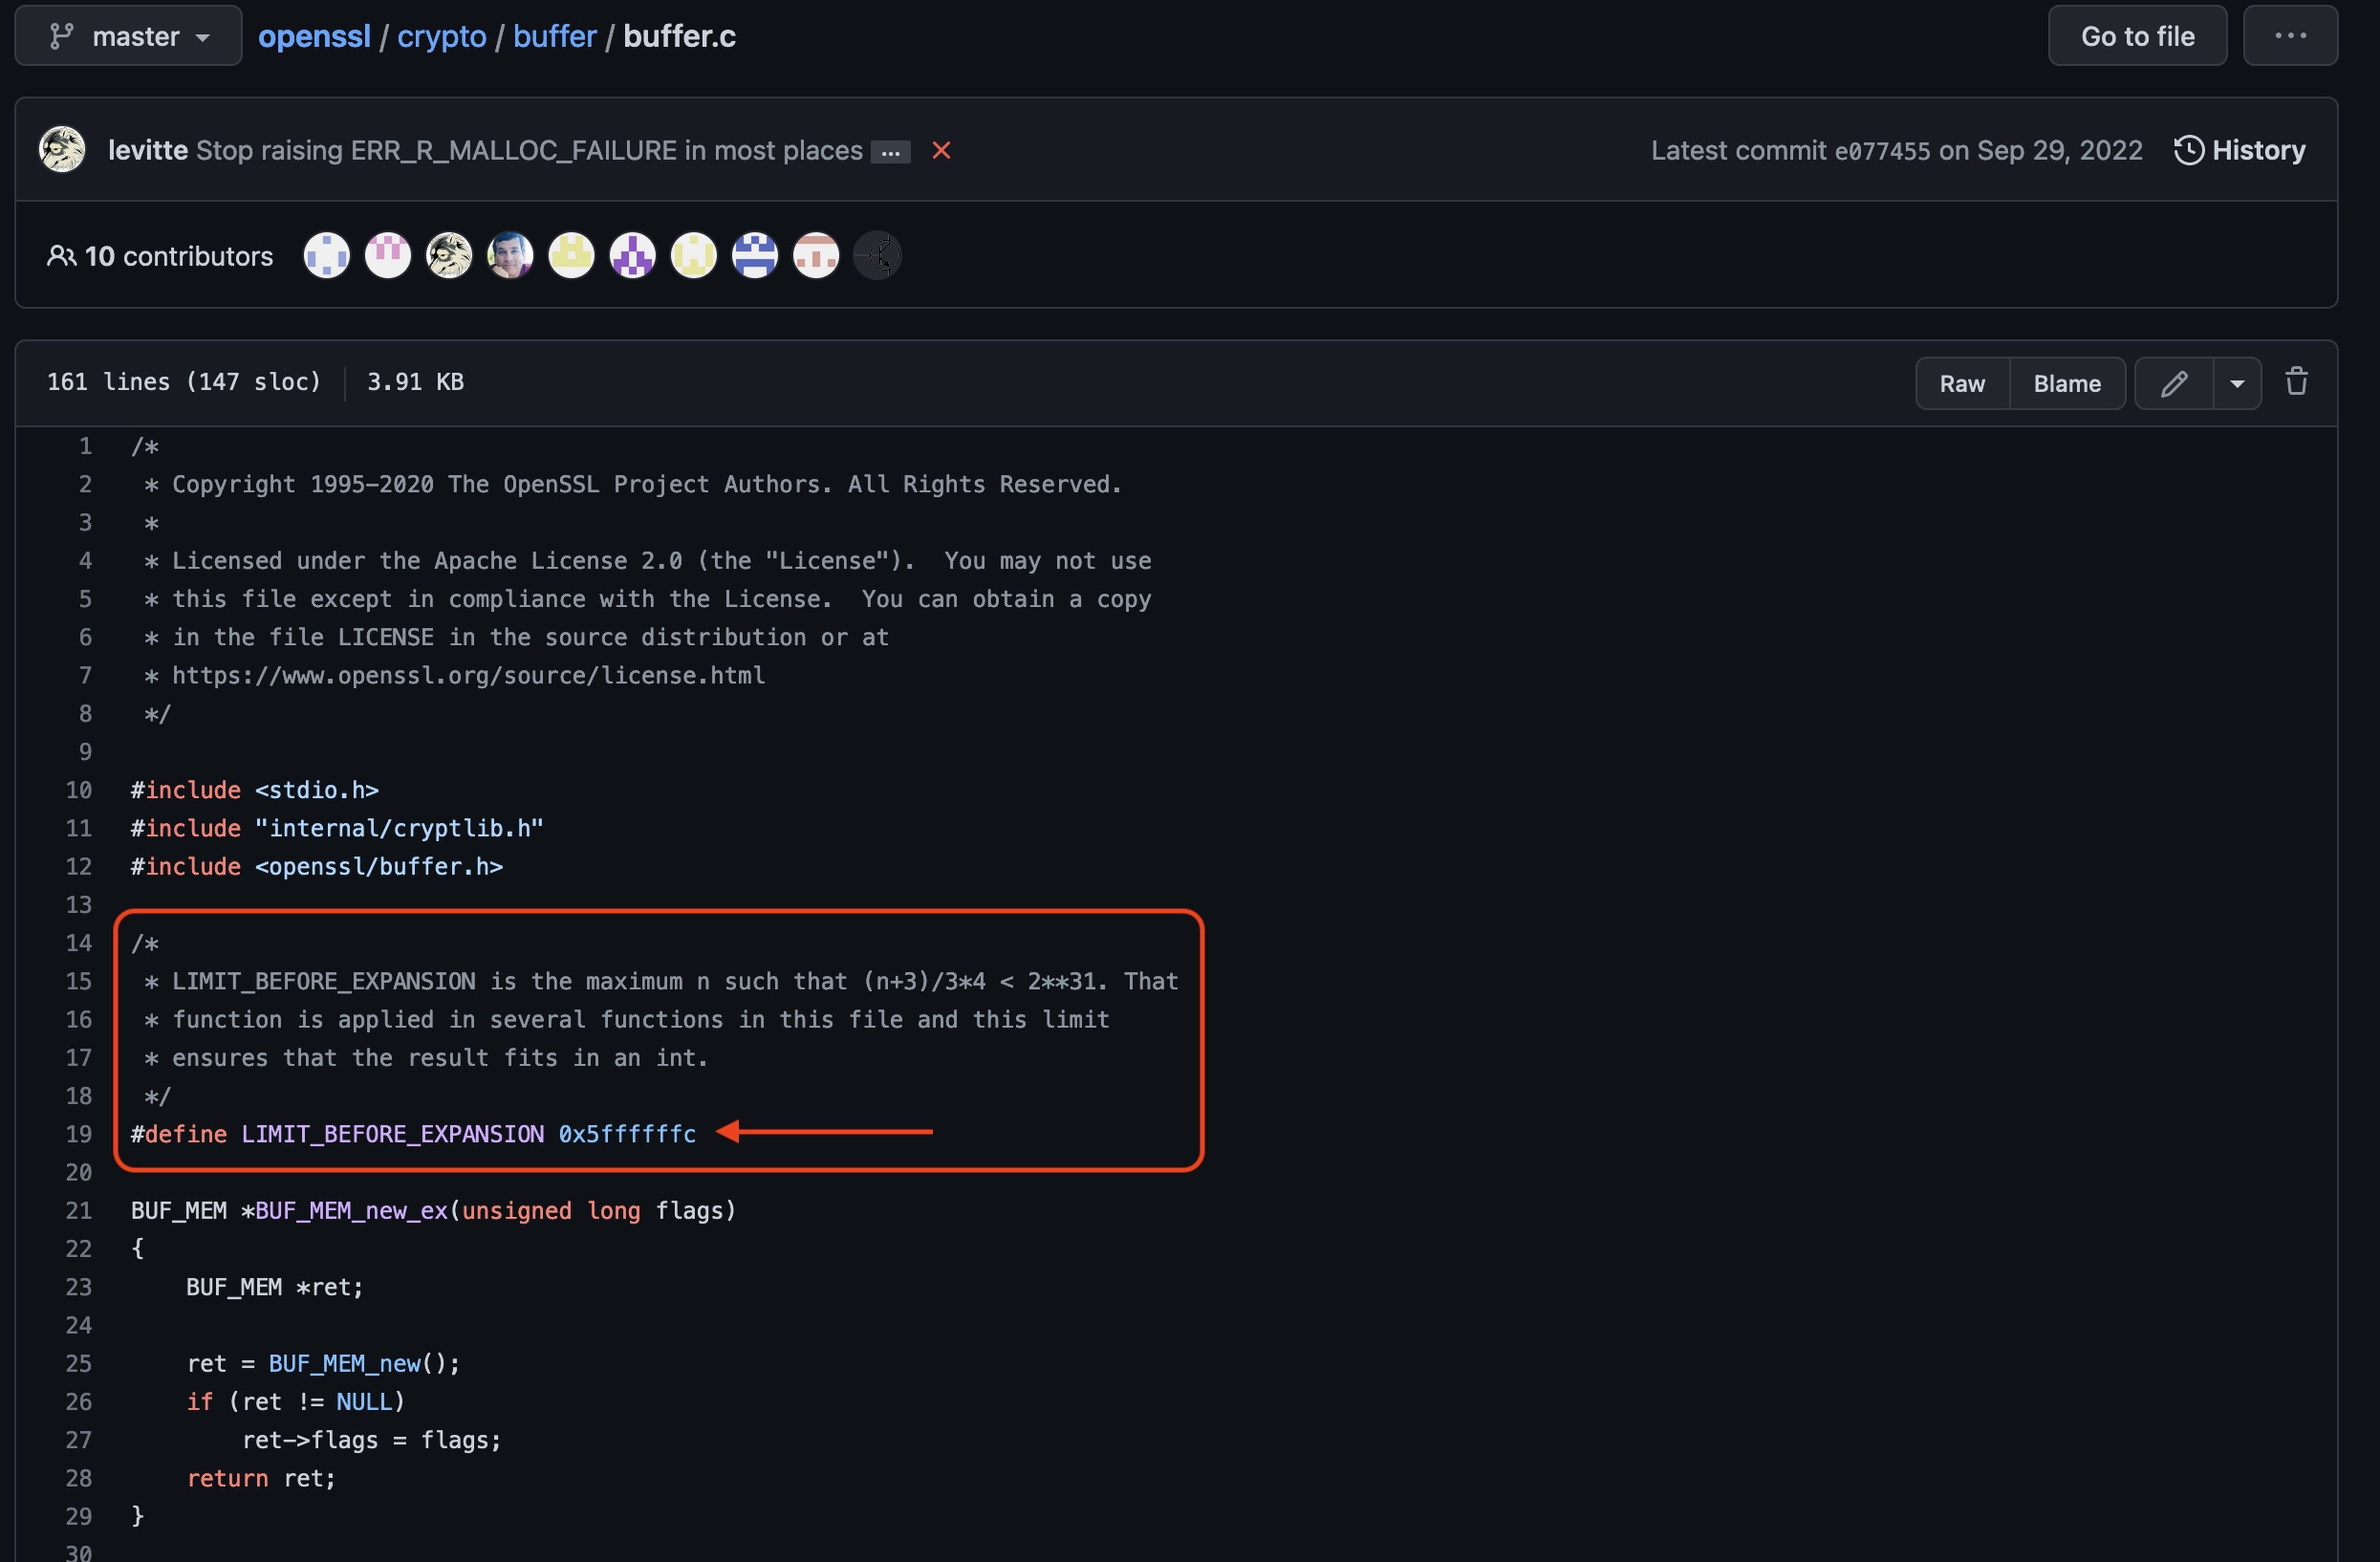 master openssl / crypto / buffer / buffer.c Go to file ...
levitte Stop raising ERR_R_MALLOC_FAILURE in most places ... Latest commit e077455 on Sep 29, 2022 History
10 contributors
161 lines (147 sloc) 3.91 KB Raw Blame
1 /*
2  * Copyright 1995-2020 The OpenSSL Project Authors. All Rights Reserved.
3  *
4  * Licensed under the Apache License 2.0 (the "License").  You may not use
5  * this file except in compliance with the License.  You can obtain a copy
6  * in the file LICENSE in the source distribution or at
7  * https://www.openssl.org/source/license.html
8  */
9
10 #include <stdio.h>
11 #include "internal/cryptlib.h"
12 #include <openssl/buffer.h>
13
14 /*
15  * LIMIT_BEFORE_EXPANSION is the maximum n such that (n+3)/3*4 < 2**31. That
16  * function is applied in several functions in this file and this limit
17  * ensures that the result fits in an int.
18  */
19 #define LIMIT_BEFORE_EXPANSION 0x5ffffffc
20
21 BUF_MEM *BUF_MEM_new_ex(unsigned long flags)
22 {
23     BUF_MEM *ret;
24
25     ret = BUF_MEM_new();
26     if (ret != NULL)
27         ret->flags = flags;
28     return ret;
29 }
30